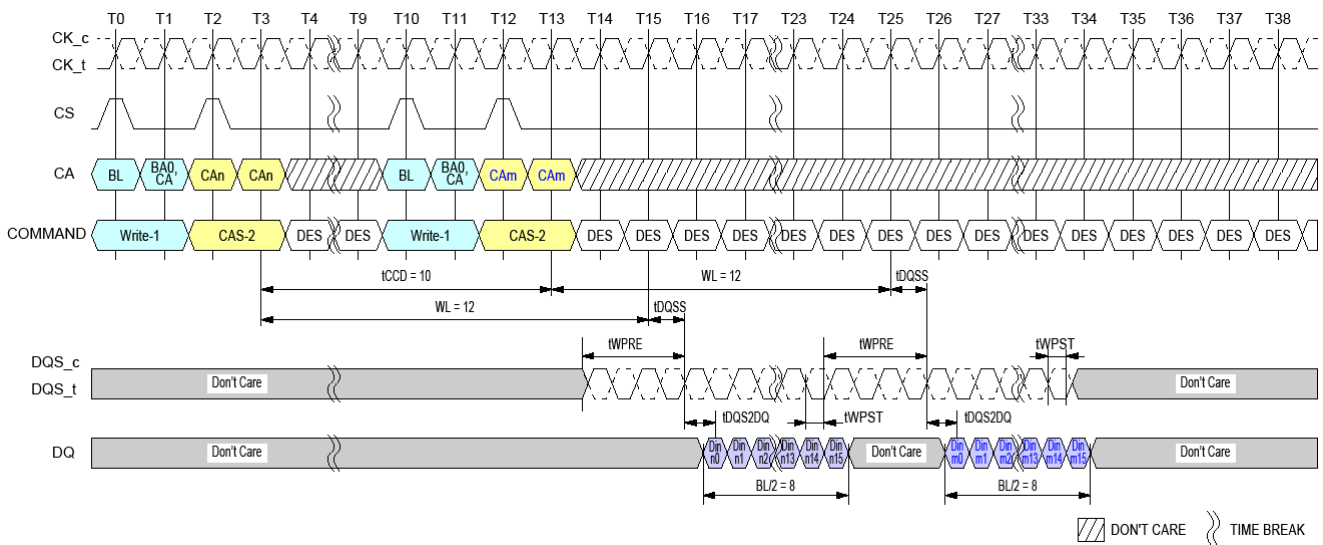 T0 T1 T2 T3 T4 T9 T10 T11 T12 T13 T14 T15 T16 T17 T23 T24 T25 T26 T27 T33 T34 T35 T36 T37 T38
CK_c
CK_t
CS
CA BL BA0, CA CAn CAn BL BA0, CA CAm CAm
COMMAND Write-1 CAS-2 DES DES Write-1 CAS-2 DES DES DES DES DES DES DES DES DES DES DES DES DES DES DES
tCCD = 10 WL = 12 tDQSS
WL = 12 tDQSS
tWPRE tWPRE tWPST
DQS_c
DQS_t Don't Care Don't Care
tDQS2DQ tWPST tDQS2DQ
DQ Don't Care Din n0 Din n1 Din n2 Din n13 Din n14 Din n15 Don't Care Din m0 Din m1 Din m2 Din m13 Din m14 Din m15 Don't Care
BL/2 = 8 BL/2 = 8
DON'T CARE TIME BREAK